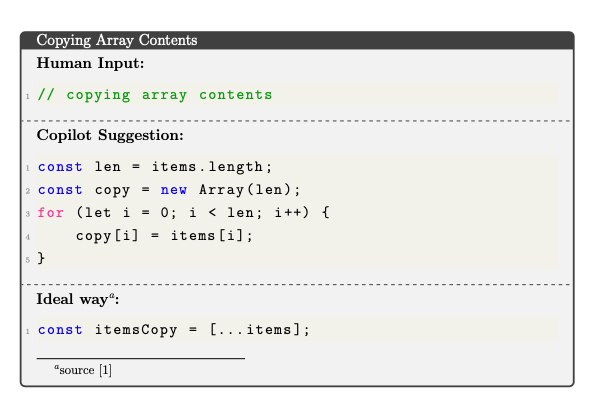 Copying Array Contents
Human Input:
1 // copying array contents
Copilot Suggestion:
1 const len = items.length;
2 const copy = new Array(len);
3 for (let i = 0; i < len; i++) {
4     copy[i] = items[i];
5 }
Ideal way^a:
1 const itemsCopy = [...items];
^a source [1]